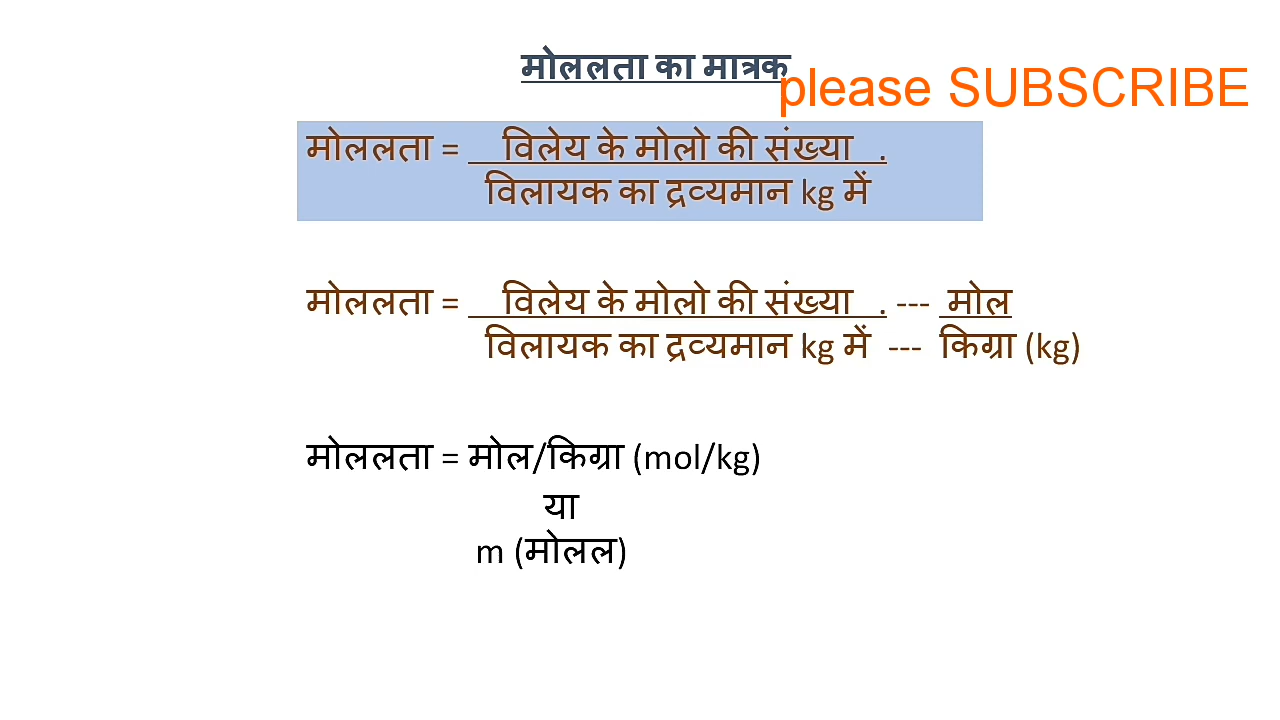 मोललता का मात्रक
please SUBSCRIBE
मोललता = विलेय के मोलो की संख्या .
विलायक का द्रव्यमान kg में
मोललता = विलेय के मोलो की संख्या . --- मोल
विलायक का द्रव्यमान kg में --- किग्रा (kg)
मोललता = मोल/किग्रा (mol/kg)
या
m (मोलल)